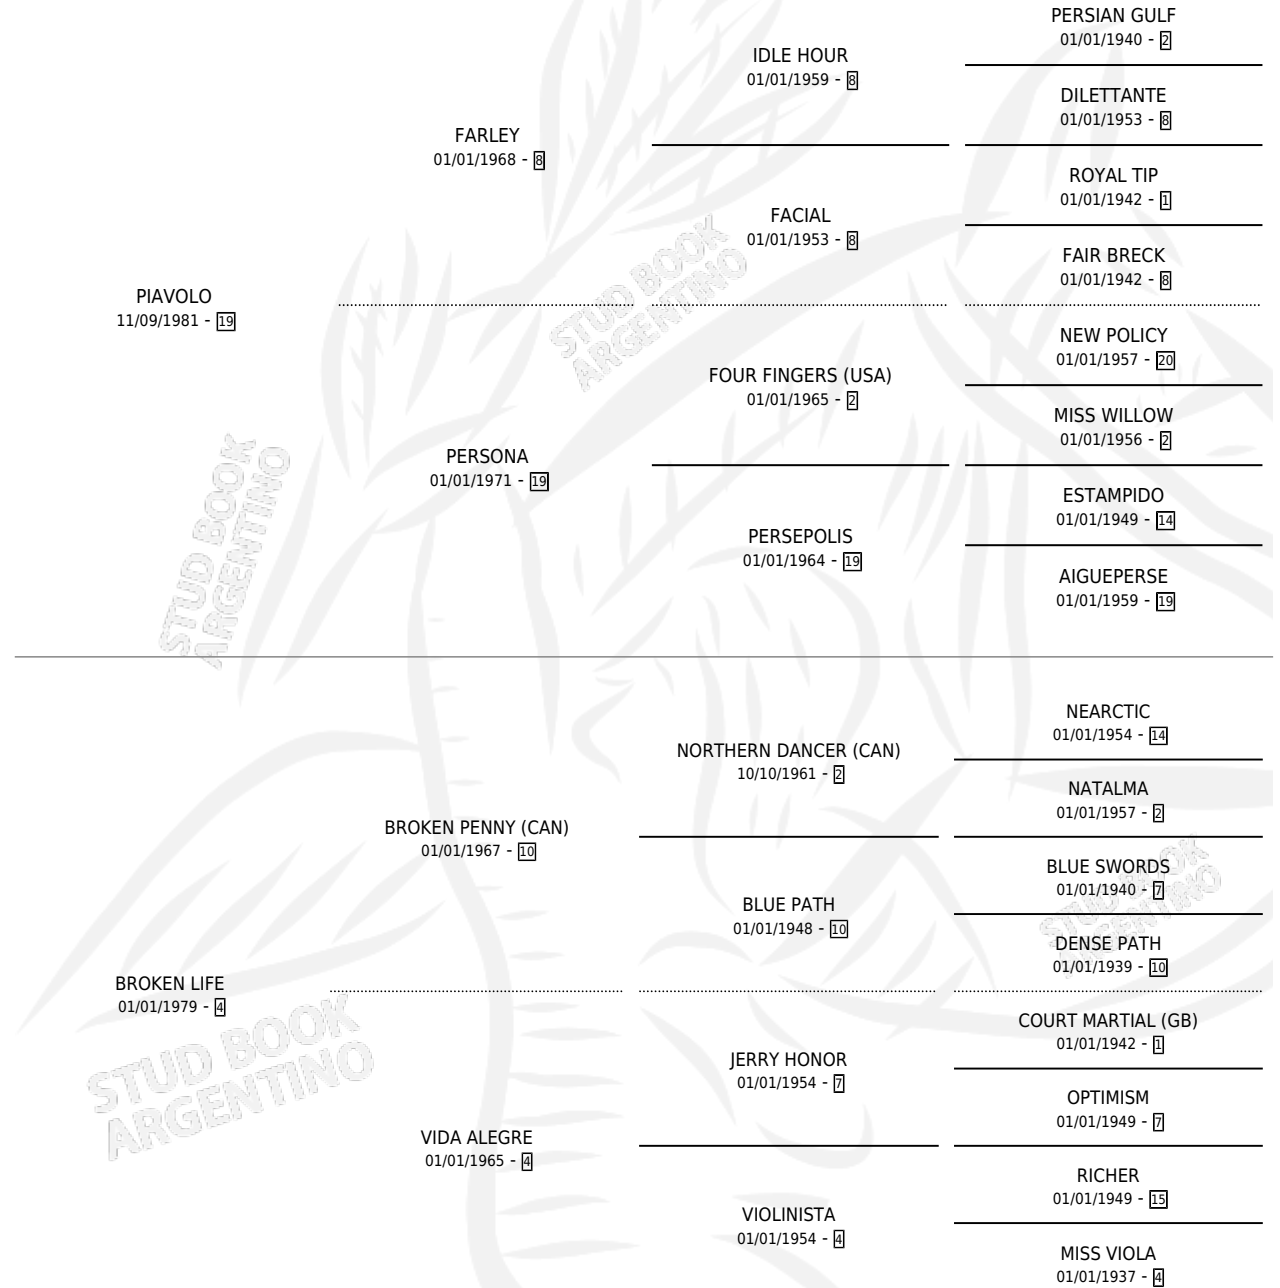 PERSIAN GULF
01/01/1940 - 2
IDLE HOUR
01/01/1959 - 8
DILETTANTE
01/01/1953 - 8
FARLEY
01/01/1968 - 8
ROYAL TIP
01/01/1942 - 1
FACIAL
01/01/1953 - 8
FAIR BRECK
01/01/1942 - 8
STUD BOOK
ARGENTINO
PIAVOLO
11/09/1981 - 19
NEW POLICY
01/01/1957 - 20
FOUR FINGERS (USA)
01/01/1965 - 2
MISS WILLOW
01/01/1956 - 2
PERSONA
01/01/1971 - 19
ESTAMPIDO
01/01/1949 - 14
PERSEPOLIS
01/01/1964 - 19
AIGUEPERSE
01/01/1959 - 19
STUD BOOK
ARGENTINO
NEARCTIC
01/01/1954 - 14
NORTHERN DANCER (CAN)
10/10/1961 - 2
NATALMA
01/01/1957 - 2
BROKEN PENNY (CAN)
01/01/1967 - 10
BLUE SWORDS
01/01/1940 - 7
BLUE PATH
01/01/1948 - 10
DENSE PATH
01/01/1939 - 10
STUD BOOK
ARGENTINO
BROKEN LIFE
01/01/1979 - 4
COURT MARTIAL (GB)
01/01/1942 - 1
JERRY HONOR
01/01/1954 - 7
OPTIMISM
01/01/1949 - 7
STUD BOOK
ARGENTINO
VIDA ALEGRE
01/01/1965 - 4
RICHER
01/01/1949 - 15
VIOLINISTA
01/01/1954 - 4
MISS VIOLA
01/01/1937 - 4